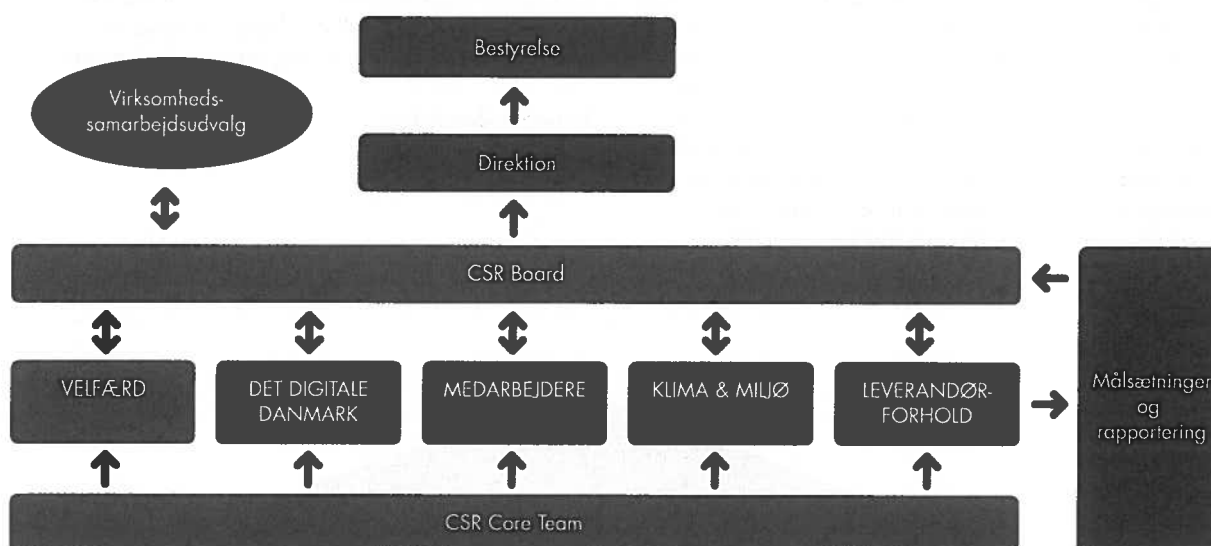 Bestyrelse
Virksomheds-
samarbejdsudvalg
Direktion
CSR Board
VELFÆRD
DET DIGITALE
DANMARK
MEDARBEJDERE
KLIMA & MILJØ
LEVERANDØR-
FORHOLD
Målsætninger
og
rapportering
CSR Core Team